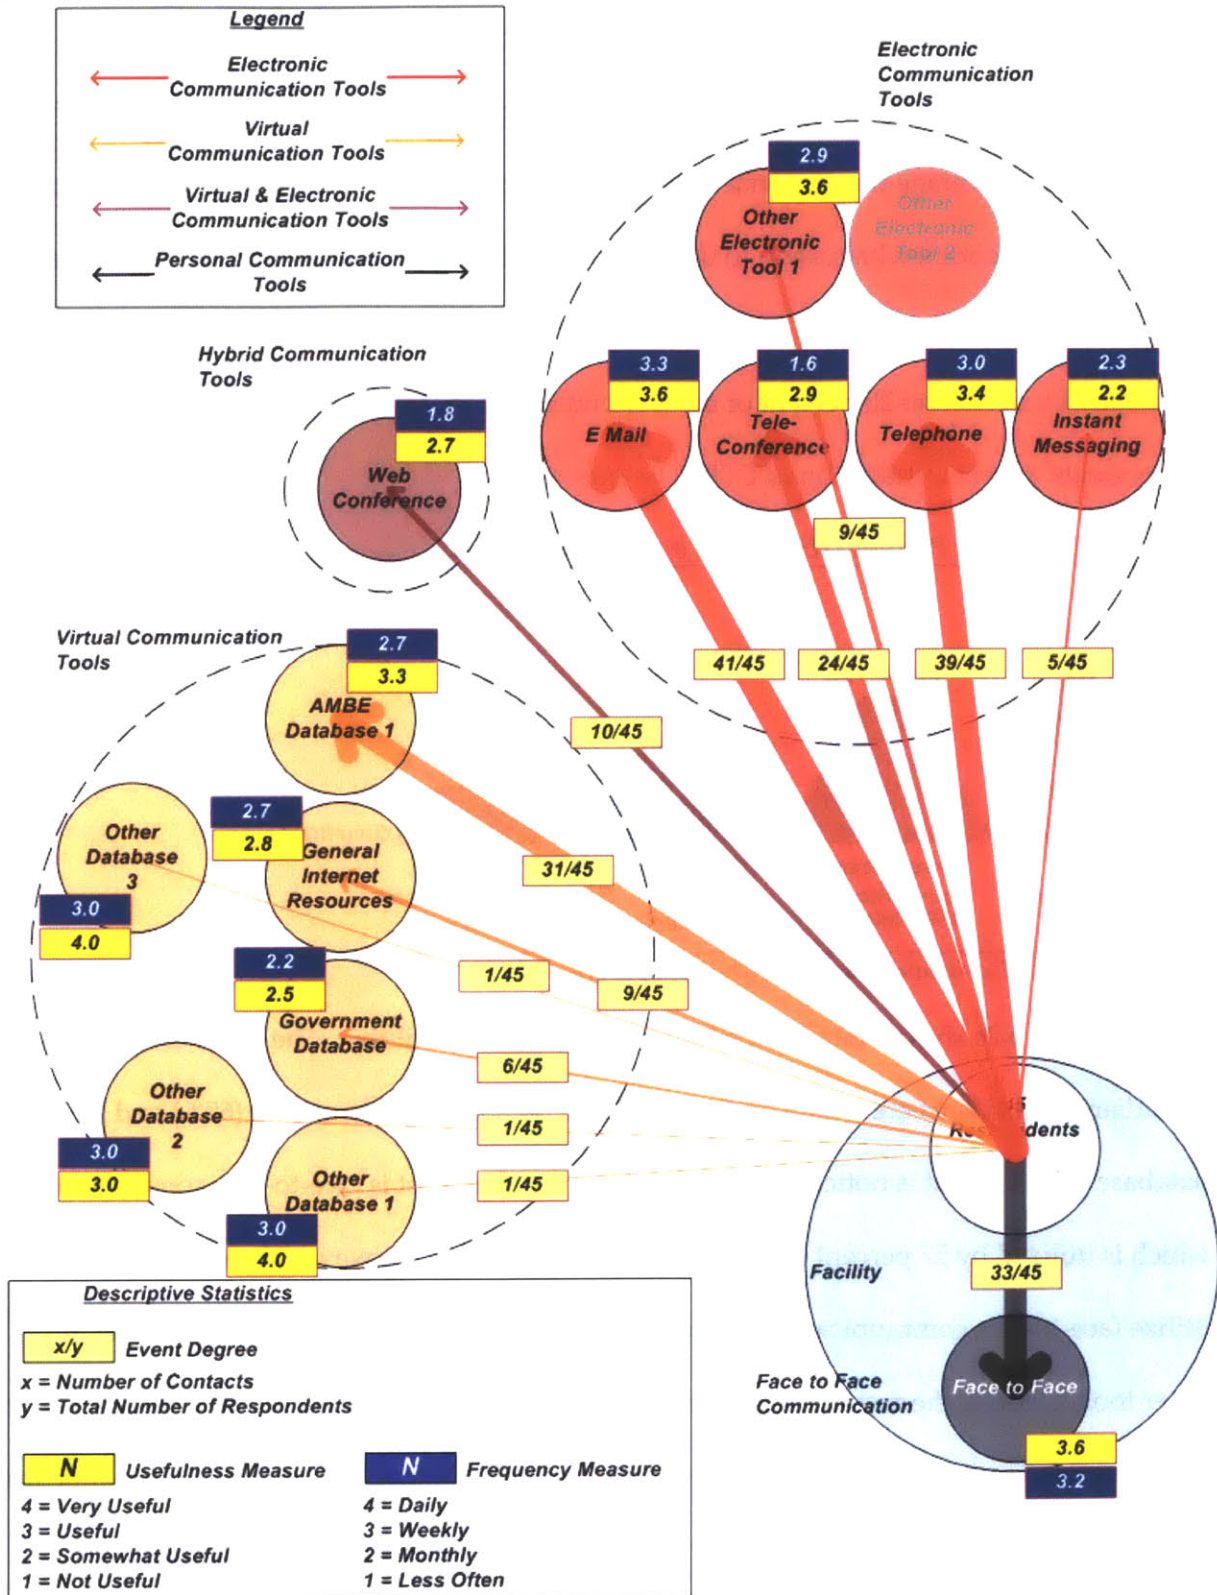 Legend
Electronic
Communication Tools
Virtual
Communication Tools
Virtual & Electronic
Communication Tools
Personal Communication
Tools
Electronic
Communication
Tools
2.9
3.6
Other
Electronic
Tool 1
Other
Electronic
Tool 2
Hybrid Communication
Tools
1.8
2.7
Web
Conference
3.3
3.6
E Mail
1.6
2.9
Tele-
Conference
3.0
3.4
Telephone
2.3
2.2
Instant
Messaging
9/45
41/45
24/45
39/45
5/45
10/45
Virtual Communication
Tools
2.7
3.3
AMBE
Database 1
Other
Database
3
3.0
4.0
2.7
2.8
General
Internet
Resources
31/45
1/45
9/45
2.2
2.5
Government
Database
6/45
Other
Database
2
3.0
3.0
1/45
Other
Database 1
3.0
4.0
1/45
Respondents
Facility
33/45
Face to Face
Communication
Face to Face
3.6
3.2
Descriptive Statistics
x/y Event Degree
x = Number of Contacts
y = Total Number of Respondents
N Usefulness Measure
4 = Very Useful
3 = Useful
2 = Somewhat Useful
1 = Not Useful
N Frequency Measure
4 = Daily
3 = Weekly
2 = Monthly
1 = Less Often